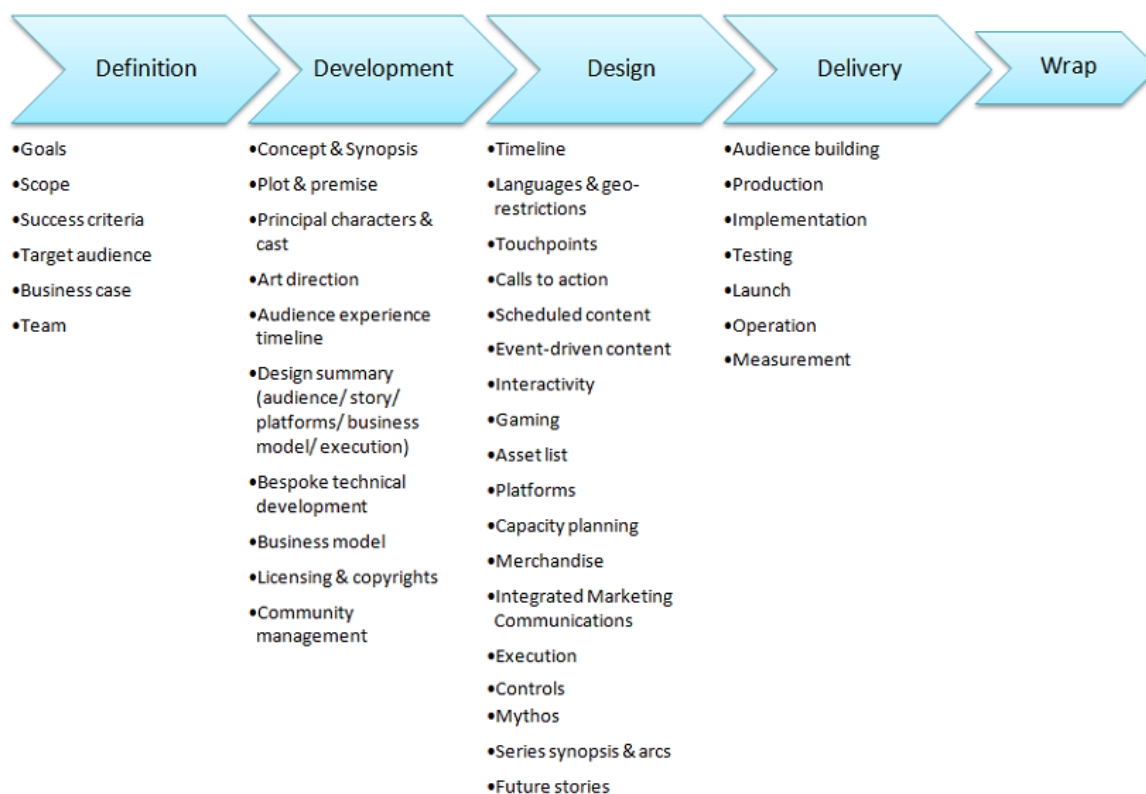 Definition
Development
Design
Delivery
Wrap
•Goals
•Scope
•Success criteria
•Target audience
•Business case
•Team
•Concept & Synopsis
•Plot & premise
•Principal characters &
cast
•Art direction
•Audience experience
timeline
•Design summary
(audience/ story/
platforms/ business
model/ execution)
•Bespoke technical
development
•Business model
•Licensing & copyrights
•Community
management
•Timeline
•Languages & geo-
restrictions
•Touchpoints
•Calls to action
•Scheduled content
•Event-driven content
•Interactivity
•Gaming
•Asset list
•Platforms
•Capacity planning
•Merchandise
•Integrated Marketing
Communications
•Execution
•Controls
•Mythos
•Series synopsis & arcs
•Future stories
•Audience building
•Production
•Implementation
•Testing
•Launch
•Operation
•Measurement